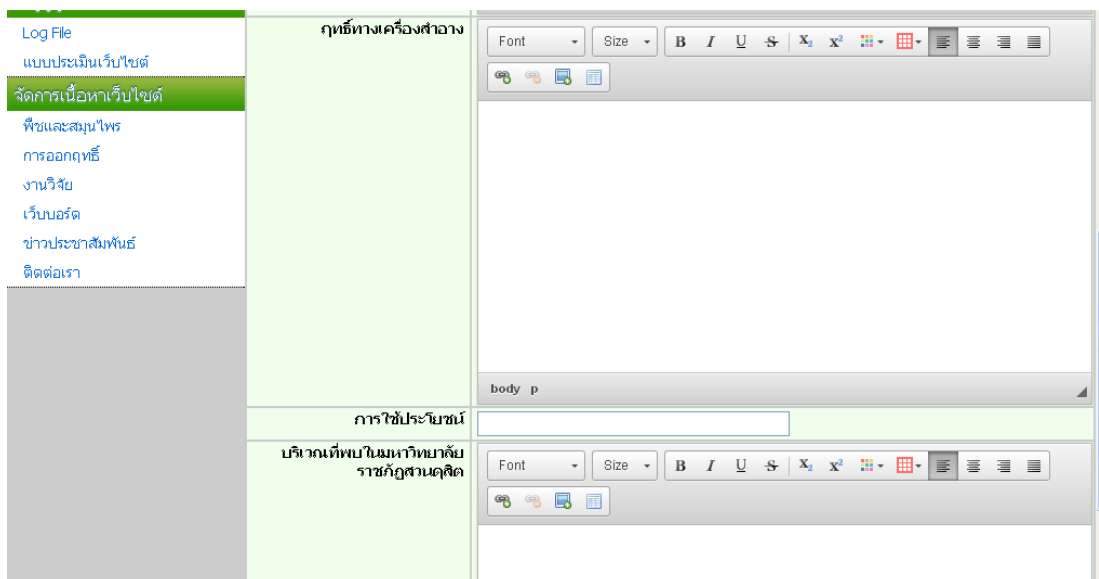 Log File
แบบประเมินเว็บไซต์
จัดการเนื้อหาเว็บไซต์
พืชและสมุนไพร
การออกฤทธิ์
งานวิจัย
เว็บบอร์ด
ข่าวประชาสัมพันธ์
ติดต่อเรา
ฤทธิ์ทางเครื่องสำอาง
Font Size B I U S X₂ X²
body p
การใช้ประโยชน์
บริเวณที่พบในมหาวิทยาลัย
ราชภัฏสวนดุสิต
Font Size B I U S X₂ X²